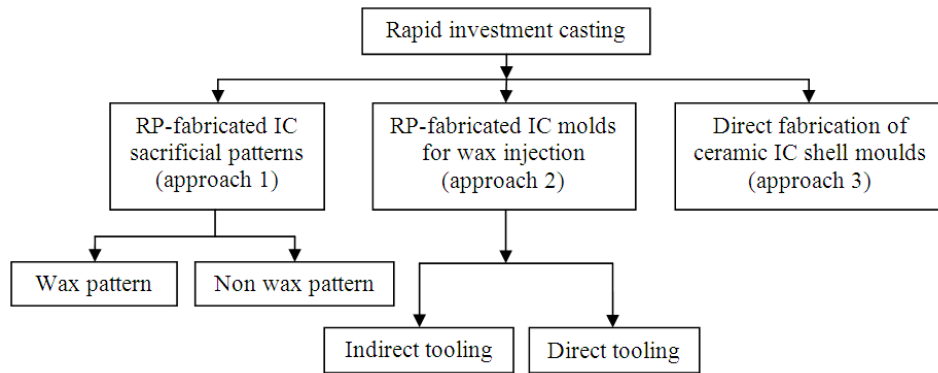 Rapid investment casting
RP-fabricated IC
sacrificial patterns
(approach 1)
RP-fabricated IC molds
for wax injection
(approach 2)
Direct fabrication of
ceramic IC shell moulds
(approach 3)
Wax pattern
Non wax pattern
Indirect tooling
Direct tooling